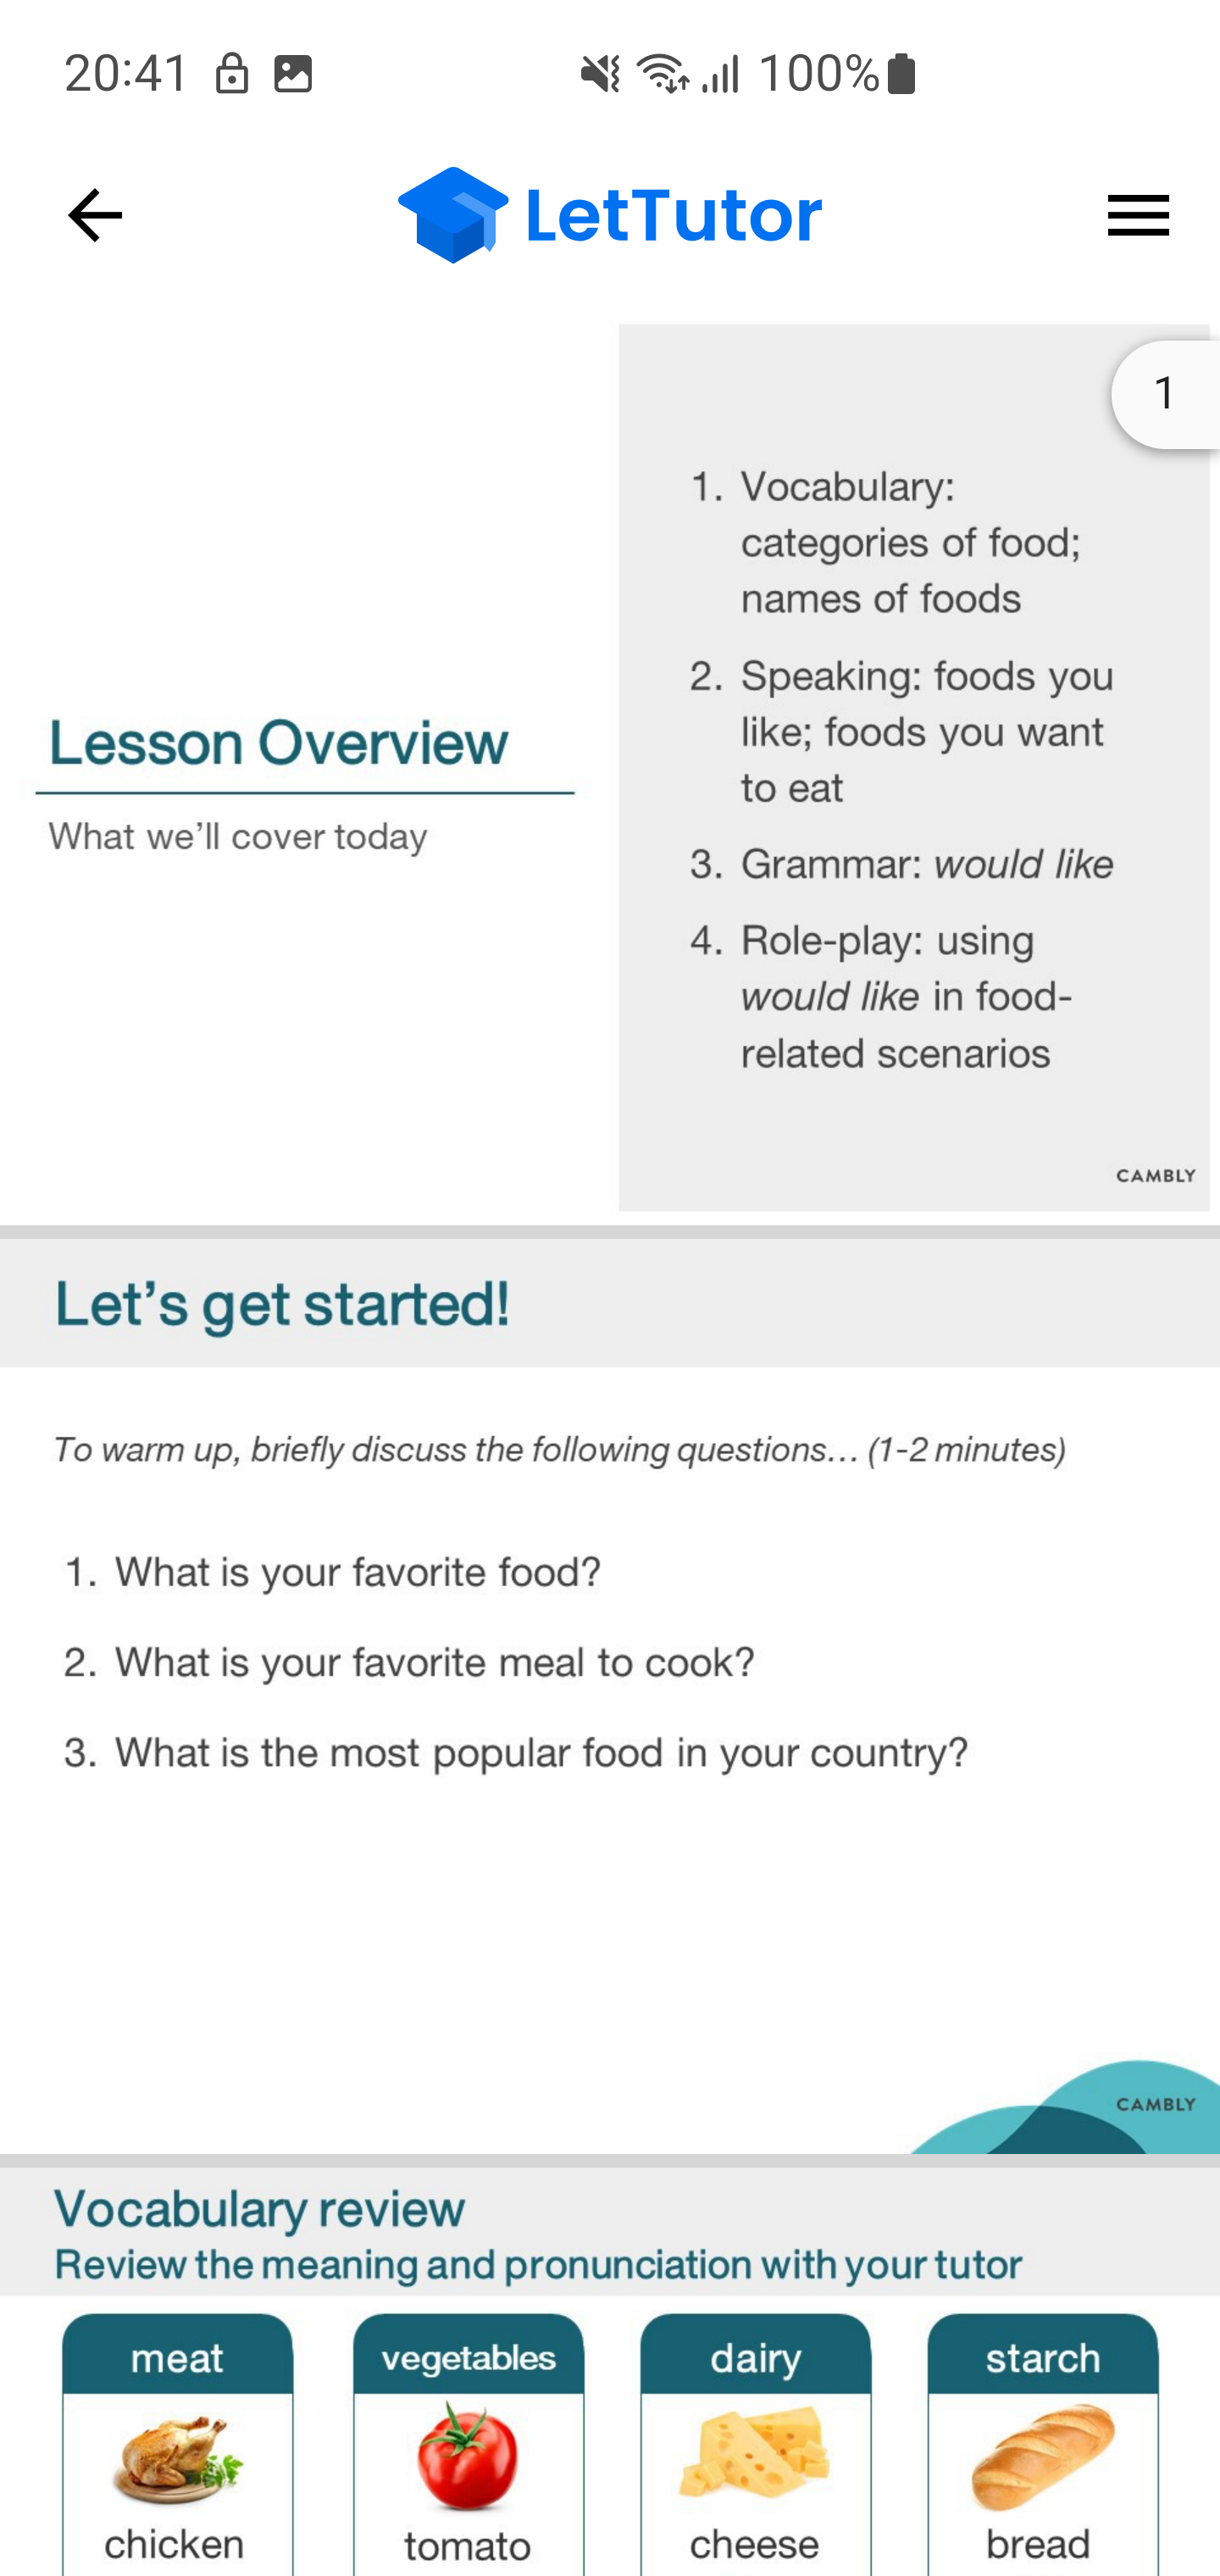 20:41
100%
LetTutor
1
1. Vocabulary:
categories of food;
names of foods
2. Speaking: foods you
like; foods you want
to eat
3. Grammar: would like
4. Role-play: using
would like in food-
related scenarios
Lesson Overview
What we'll cover today
CAMBLY
Let's get started!
To warm up, briefly discuss the following questions... (1-2 minutes)
1. What is your favorite food?
2. What is your favorite meal to cook?
3. What is the most popular food in your country?
CAMBLY
Vocabulary review
Review the meaning and pronunciation with your tutor
meat vegetables dairy starch
chicken tomato cheese bread